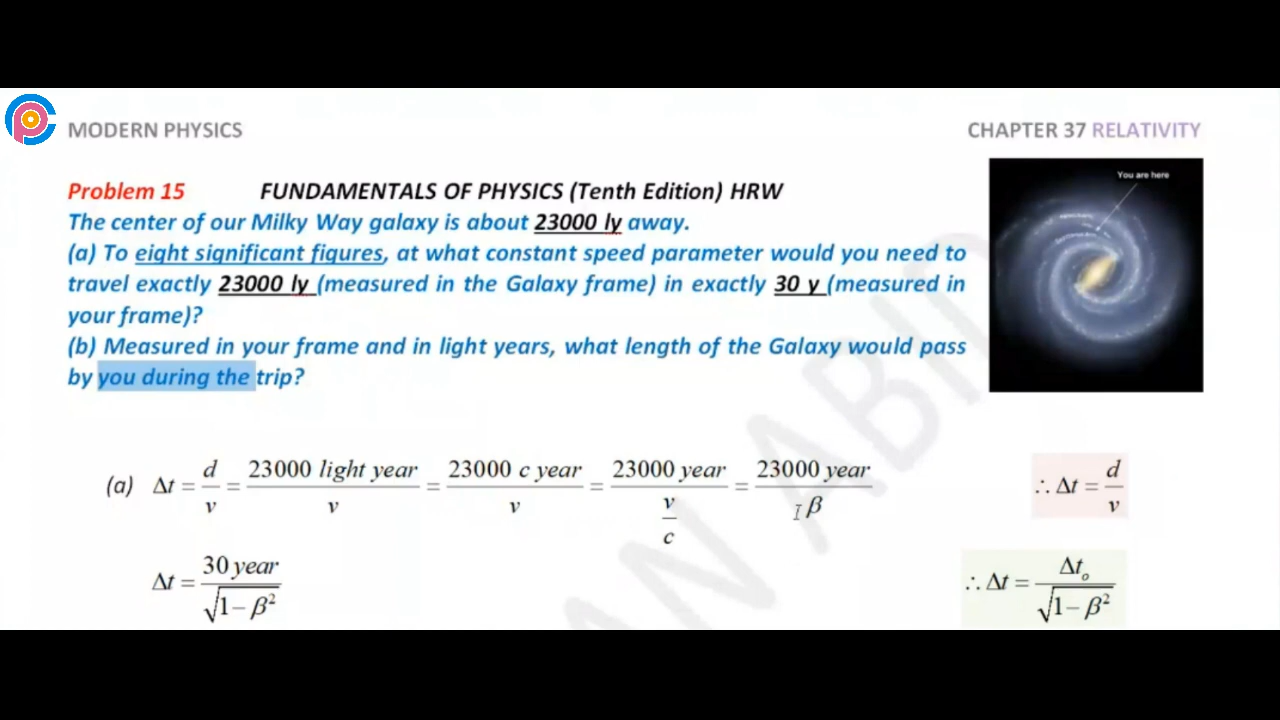 MODERN PHYSICS
CHAPTER 37 RELATIVITY
Problem 15 FUNDAMENTALS OF PHYSICS (Tenth Edition) HRW
The center of our Milky Way galaxy is about 23000 ly away.
(a) To eight significant figures, at what constant speed parameter would you need to
travel exactly 23000 ly (measured in the Galaxy frame) in exactly 30 y (measured in
your frame)?
(b) Measured in your frame and in light years, what length of the Galaxy would pass
by you during the trip?
You are here
(a) Δt = d/v = 23000 light year/v = 23000 c year/v = 23000 year/(v/c) = 23000 year/β
∴ Δt = d/v
Δt = 30 year/√(1−β²)
∴ Δt = Δt₀/√(1−β²)